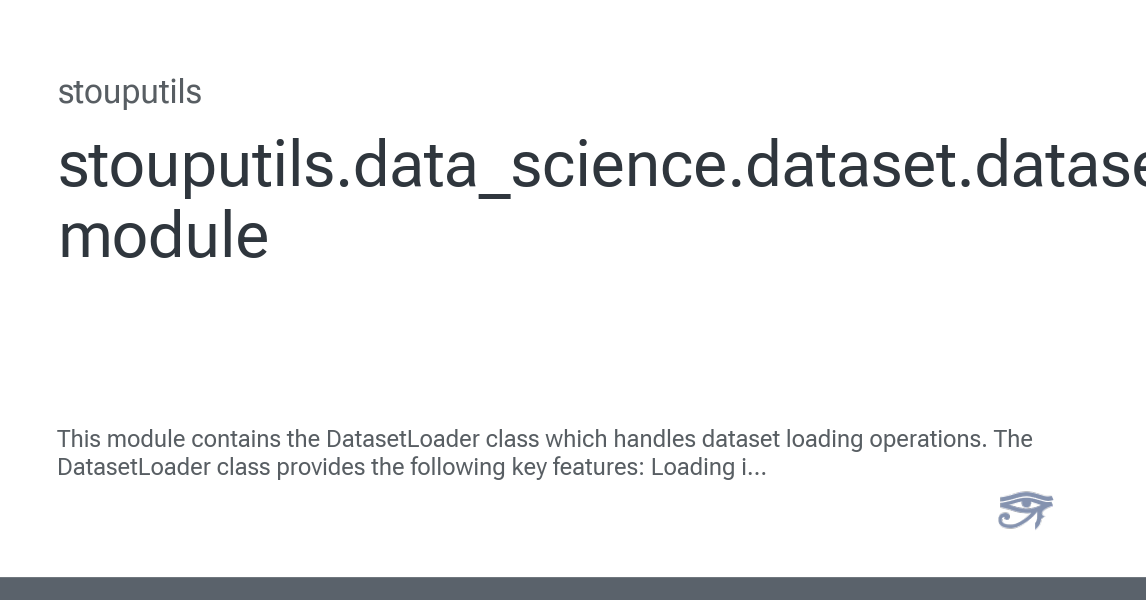 stouputils
stouputils.data_science.dataset.datase
module
This module contains the DatasetLoader class which handles dataset loading operations. The
DatasetLoader class provides the following key features: Loading i...